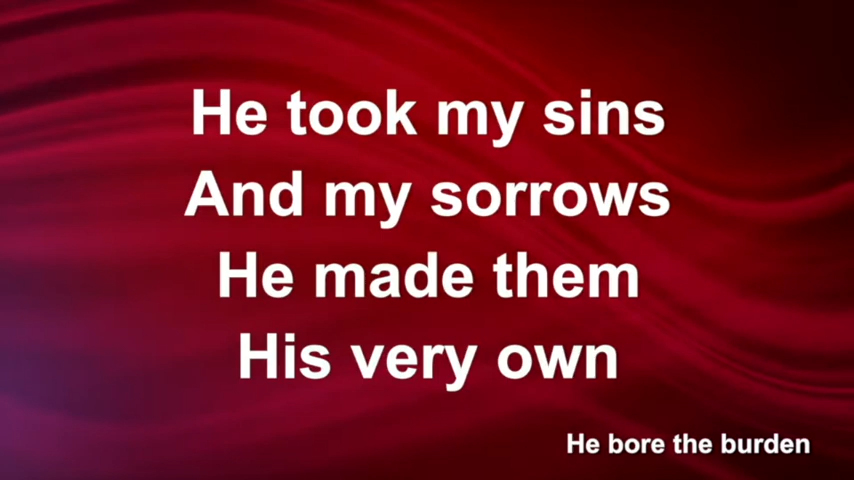 He took my sins
And my sorrows
He made them
His very own
He bore the burden